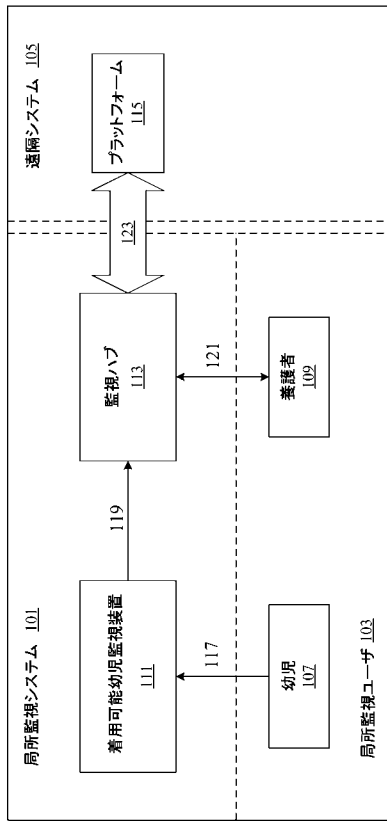 局所監視システム 101
遠隔システム 105
着用可能幼児監視装置
111
119
監視ハブ
113
123
プラットフォーム
115
117
121
幼児
107
養護者
109
局所監視ユーザ 103